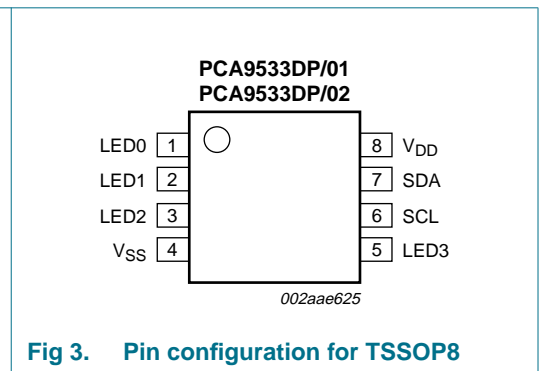 PCA9533DP/01
PCA9533DP/02
LED0 1 8 VDD
LED1 2 7 SDA
LED2 3 6 SCL
VSS 4 5 LED3
002aae625
Fig 3. Pin configuration for TSSOP8